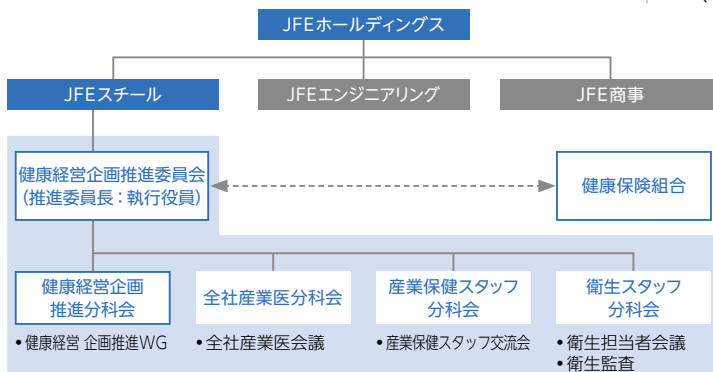 JFEホールディングス
JFEスチール
JFEエンジニアリング
JFE商事
健康経営企画推進委員会
(推進委員長：執行役員)
健康保険組合
健康経営企画
推進分科会
全社産業医分科会
産業保健スタッフ
分科会
衛生スタッフ
分科会
•健康経営 企画推進WG
•全社産業医会議
•産業保健スタッフ交流会
•衛生担当者会議
•衛生監査